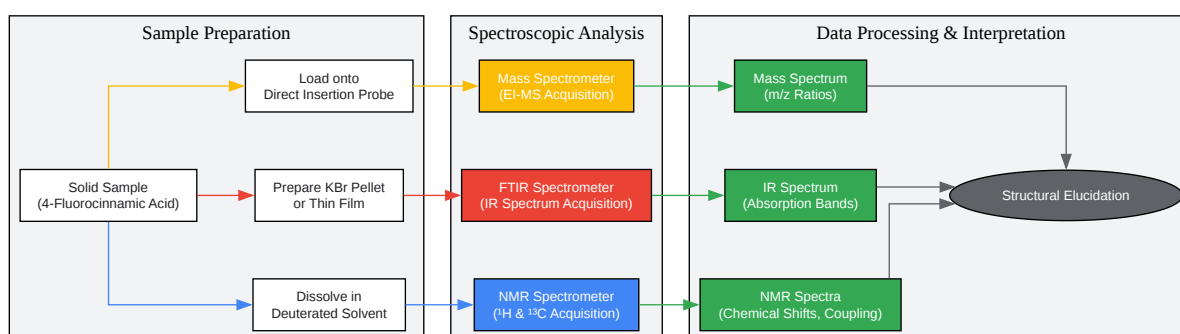 Sample Preparation
Spectroscopic Analysis
Data Processing & Interpretation
Load onto
Direct Insertion Probe
Mass Spectrometer
(EI-MS Acquisition)
Mass Spectrum
(m/z Ratios)
Solid Sample
(4-Fluorocinnamic Acid)
Prepare KBr Pellet
or Thin Film
FTIR Spectrometer
(IR Spectrum Acquisition)
IR Spectrum
(Absorption Bands)
Structural Elucidation
Dissolve in
Deuterated Solvent
NMR Spectrometer
(¹H & ¹³C Acquisition)
NMR Spectra
(Chemical Shifts, Coupling)